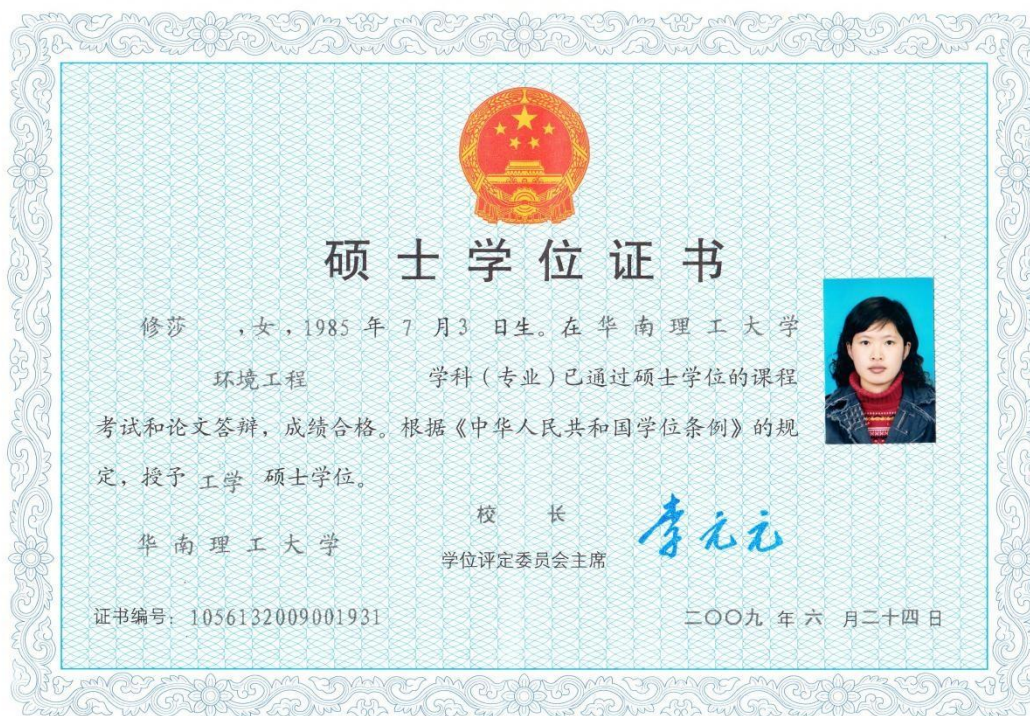 硕士学位证书
修莎 ,女,1985 年 7 月3 日生。在 华南理工大学
环境工程 学科(专业)已通过硕士学位的课程
考试和论文答辩,成绩合格。根据《中华人民共和国学位条例》的规
定,授予 工学 硕士学位。
校 长
李元元
华南理工大学
学位评定委员会主席
证书编号:1056132009001931
二〇〇九 年 六 月二十四 日